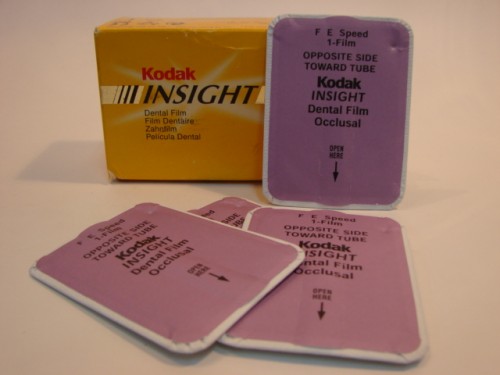 Kodak
INSIGHT
Dental Film
Film Dentaire
Zahnfilm
Película Dental
F E Speed
1-Film
OPPOSITE SIDE
TOWARD TUBE
Kodak
INSIGHT
Dental Film
Occlusal
OPEN
HERE
F E Speed
1-Film
OPPOSITE SIDE
TOWARD TUBE
Kodak
INSIGHT
Dental Film
Occlusal
OPEN
HERE
F E Speed
1-Film
OPPOSITE SIDE
TOWARD TUBE
Kodak
INSIGHT
Dental Film
Occlusal
OPEN
HERE